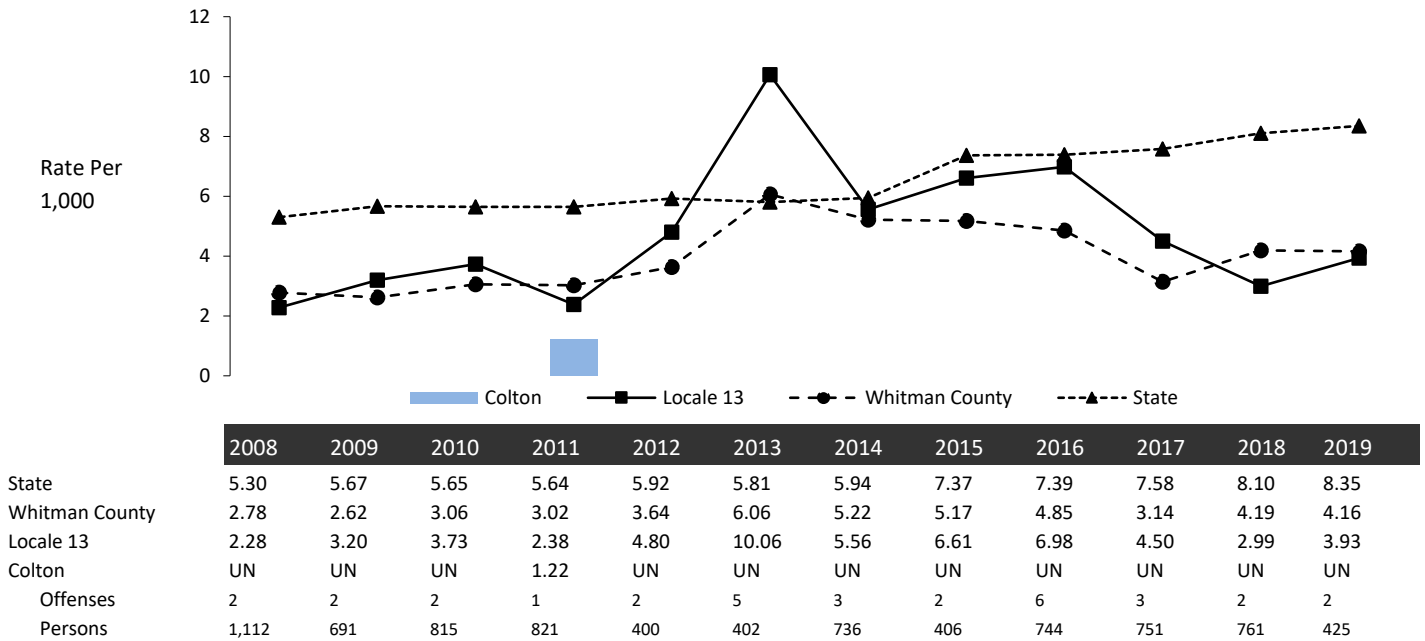 12
10
8
6
4
2
0
Rate Per
1,000
Colton Locale 13 Whitman County State
2008 2009 2010 2011 2012 2013 2014 2015 2016 2017 2018 2019
State 5.30 5.67 5.65 5.64 5.92 5.81 5.94 7.37 7.39 7.58 8.10 8.35
Whitman County 2.78 2.62 3.06 3.02 3.64 6.06 5.22 5.17 4.85 3.14 4.19 4.16
Locale 13 2.28 3.20 3.73 2.38 4.80 10.06 5.56 6.61 6.98 4.50 2.99 3.93
Colton UN UN UN 1.22 UN UN UN UN UN UN UN UN
Offenses 2 2 2 1 2 5 3 2 6 3 2 2
Persons 1,112 691 815 821 400 402 736 406 744 751 761 425